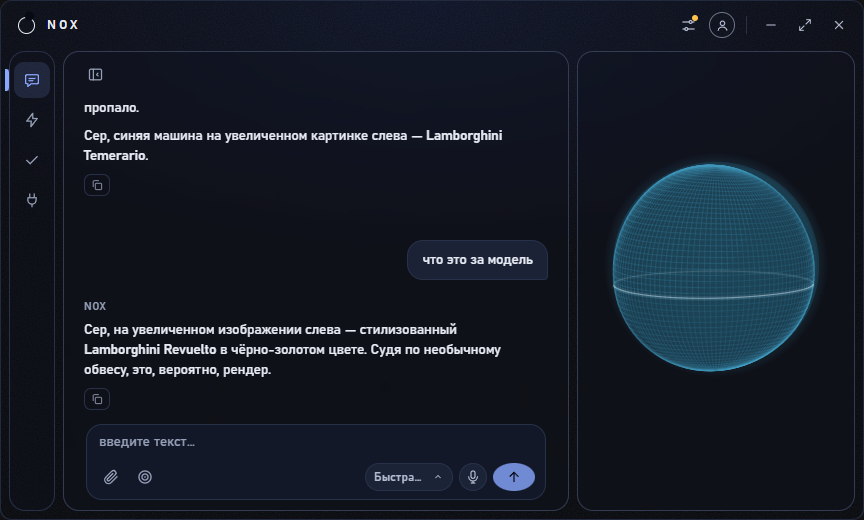 NOX
пропало.
Сер, синяя машина на увеличенном картинке слева — Lamborghini
Temerario.
что это за модель
NOX
Сер, на увеличенном изображении слева — стилизованный
Lamborghini Revuelto в чёрно-золотом цвете. Судя по необычному
обвесу, это, вероятно, рендер.
введите текст...
Быстра...